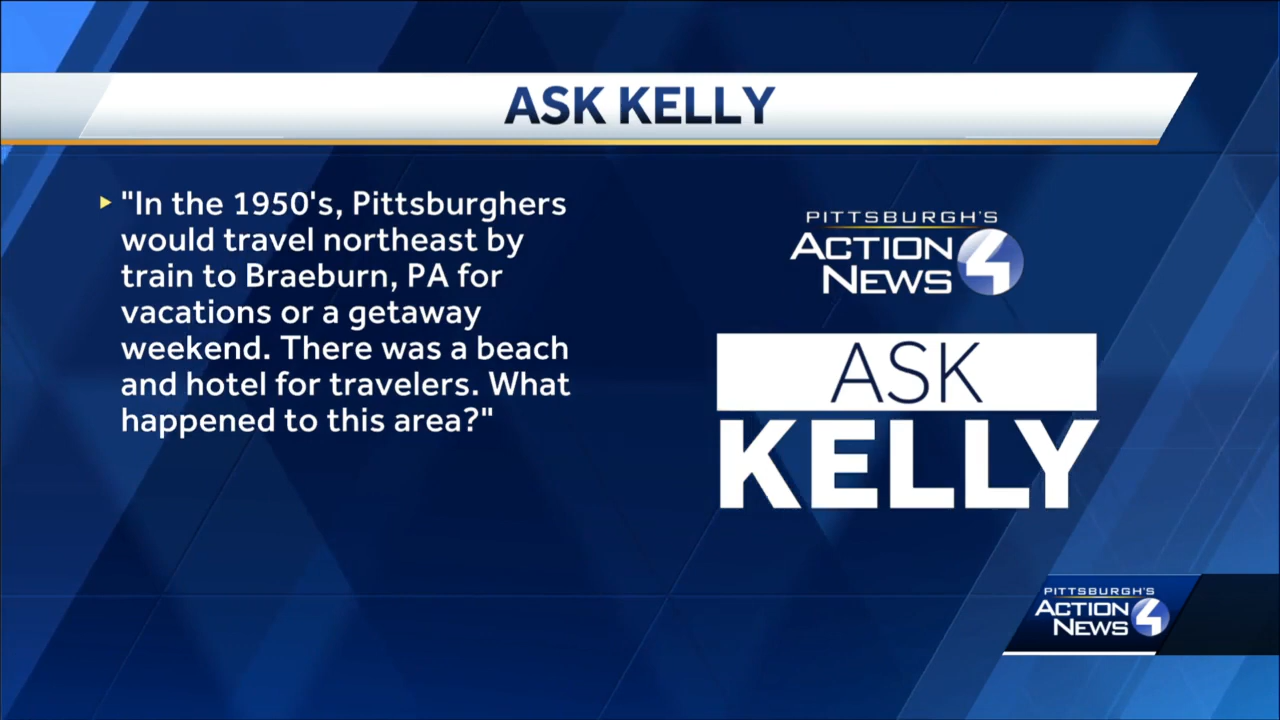 ASK KELLY
"In the 1950's, Pittsburghers
would travel northeast by
train to Braeburn, PA for
vacations or a getaway
weekend. There was a beach
and hotel for travelers. What
happened to this area?"
PITTSBURGH'S
ACTION
NEWS 4
ASK
KELLY
PITTSBURGH'S
ACTION
NEWS 4